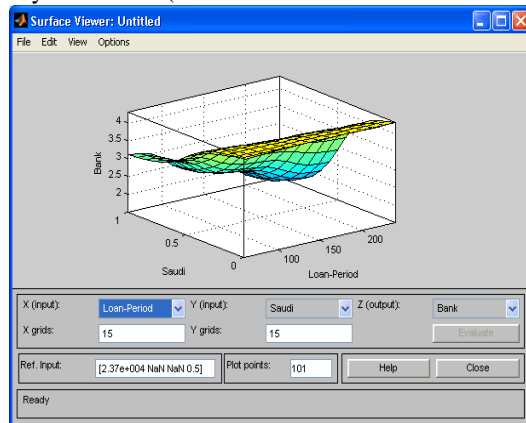 Surface Viewer: Untitled
File Edit View Options
4
3.5
3
2.5
2
Bank
1
0.5
0
Saudi
100
150
200
Loan-Period
X (input): Loan-Period Y (input): Saudi Z (output): Bank
X grids: 15 Y grids: 15 Evaluate
Ref. Input: [2.37e+004 NaN NaN 0.5] Plot points: 101 Help Close
Ready